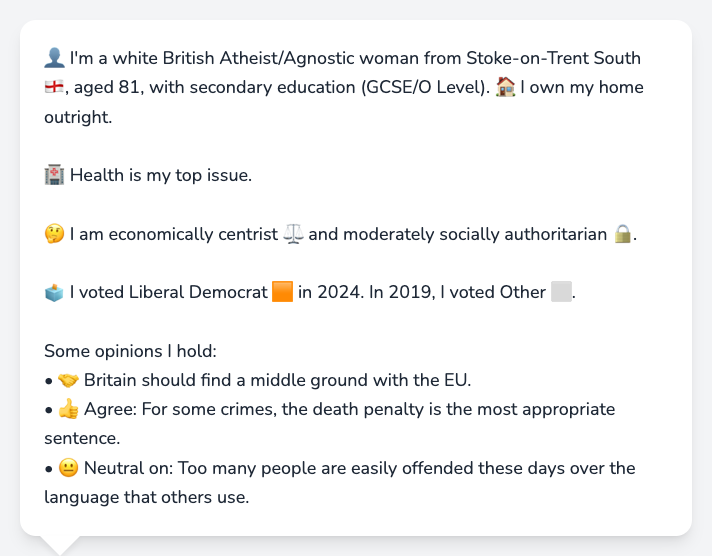 👤 I'm a white British Atheist/Agnostic woman from Stoke-on-Trent South
🏴󠁧󠁢󠁥󠁮󠁧󠁿, aged 81, with secondary education (GCSE/O Level). 🏠 I own my home
outright.
🏥 Health is my top issue.
🤔 I am economically centrist ⚖️ and moderately socially authoritarian 🔒.
🗳️ I voted Liberal Democrat 🟧 in 2024. In 2019, I voted Other ⬜.
Some opinions I hold:
• 🤝 Britain should find a middle ground with the EU.
• 👍 Agree: For some crimes, the death penalty is the most appropriate
sentence.
• 😐 Neutral on: Too many people are easily offended these days over the
language that others use.